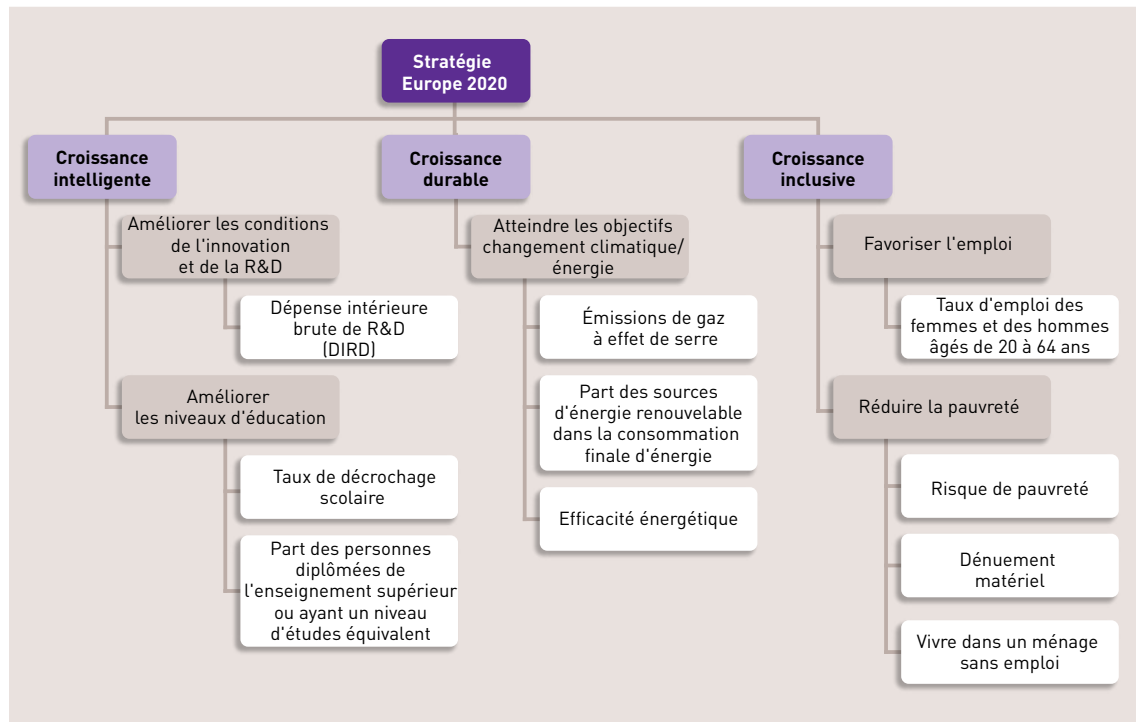 Stratégie
Europe 2020
Croissance
intelligente
Améliorer les conditions
de l'innovation
et de la R&D
Dépense intérieure
brute de R&D
(DIRD)
Améliorer
les niveaux d'éducation
Taux de décrochage
scolaire
Part des personnes
diplômées de
l'enseignement supérieur
ou ayant un niveau
d'études équivalent
Croissance
durable
Atteindre les objectifs
changement climatique/
énergie
Émissions de gaz
à effet de serre
Part des sources
d'énergie renouvelable
dans la consommation
finale d'énergie
Efficacité énergétique
Croissance
inclusive
Favoriser l'emploi
Taux d'emploi des
femmes et des hommes
âgés de 20 à 64 ans
Réduire la pauvreté
Risque de pauvreté
Dénuement
matériel
Vivre dans un ménage
sans emploi